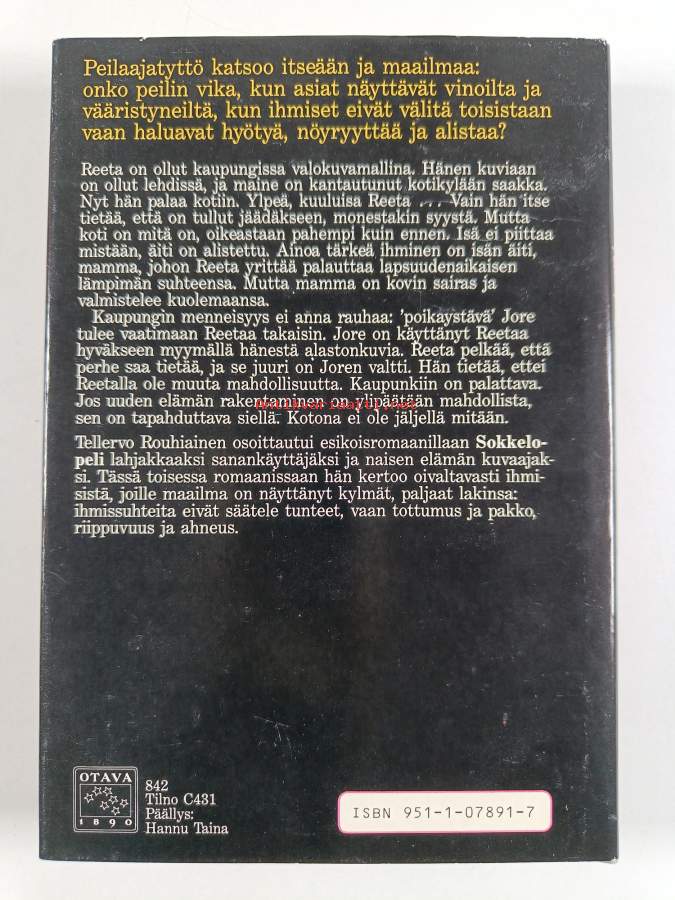 Peilaajatyttö katsoo itseään ja maailmaa:
onko peilin vika, kun asiat näyttävät vinoilta ja
vääristyneiltä, kun ihmiset eivät välitä toisistaan
vaan haluavat hyötyä, nöyryyttää ja alistaa?
Reeta on ollut kaupungissa valokuvamallina. Hänen kuviaan
on ollut lehdissä, ja maine on kantautunut kotikylään saakka.
Nyt hän palaa kotiin. Ylpeä, kuuluisa Reeta . . . Vain hän itse
tietää, että on tullut jäädäkseen, monestakin syystä. Mutta
koti on mitä on, oikeastaan pahempi kuin ennen. Isä ei piittaa
mistään, äiti on alistettu. Ainoa tärkeä ihminen on isän äiti,
mamma, johon Reeta yrittää palauttaa lapsuudenaikaisen
lämpimän suhteensa. Mutta mamma on kovin sairas ja
valmistelee kuolemaansa.
Kaupungin menneisyys ei anna rauhaa: 'poikaystävä' Jore
tulee vaatimaan Reetaa takaisin. Jore on käyttänyt Reetaa
hyväkseen myymällä hänestä alastonkuvia. Reeta pelkää, että
perhe saa tietää, ja se juuri on Joren valtti. Hän tietää, ettei
Reetalla ole muuta mahdollisuutta. Kaupunkiin on palattava.
Jos uuden elämän rakentaminen on ylipäätään mahdollista,
sen on tapahduttava siellä. Kotona ei ole jäljellä mitään.
Tellervo Rouhiainen osoittautui esikoisromaanillaan Sokkelo-
peli lahjakkaaksi sanankäyttäjäksi ja naisen elämän kuvaajak-
si. Tässä toisessa romaanissaan hän kertoo oivaltavasti ihmi-
sistä, joille maailma on näyttänyt kylmät, paljaat lakinsa:
ihmissuhteita eivät säätele tunteet, vaan tottumus ja pakko,
riippuvuus ja ahneus.
OTAVA
1890
842
Tilno C431
Päällys:
Hannu Taina
ISBN 951-1-07891-7